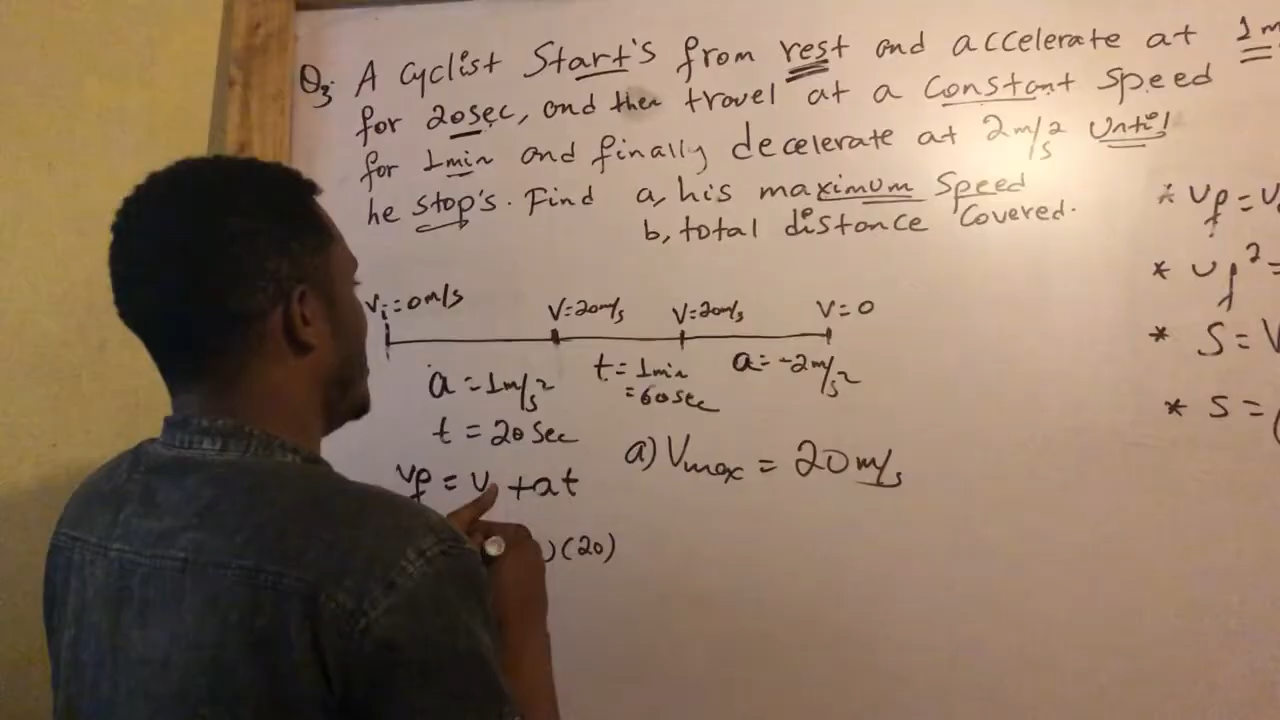 Q3; A cyclist Start's from rest and accelerate at 1m
for 20sec, and then travel at a constant speed
for 1min and finally decelerate at 2m/s2 Until
he stop's. Find a, his maximum Speed
b, total distance Covered.
* vf = v
* vf2 =
* S = V
* S = (
vi = 0m/s V=20m/s V=20m/s V=0
a = 1m/s2 t = 1min a = -2m/s2
= 60sec
t = 20Sec
a) Vmax = 20m/s
vf = v +at
)(20)